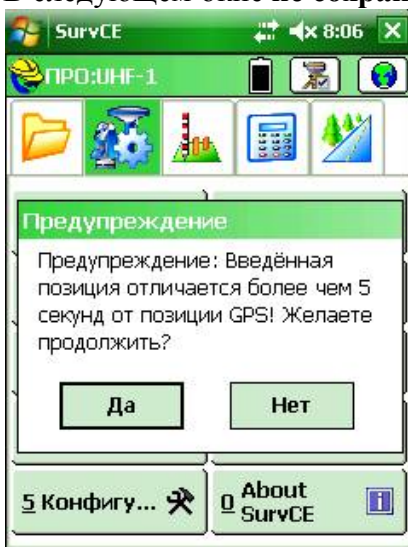 SurvCE 8:06
ПРО:UHF-1
Предупреждение
Предупреждение: Введённая
позиция отличается более чем 5
секунд от позиции GPS! Желаете
продолжить?
Да Нет
5 Конфигу... 0 About
SurvCE